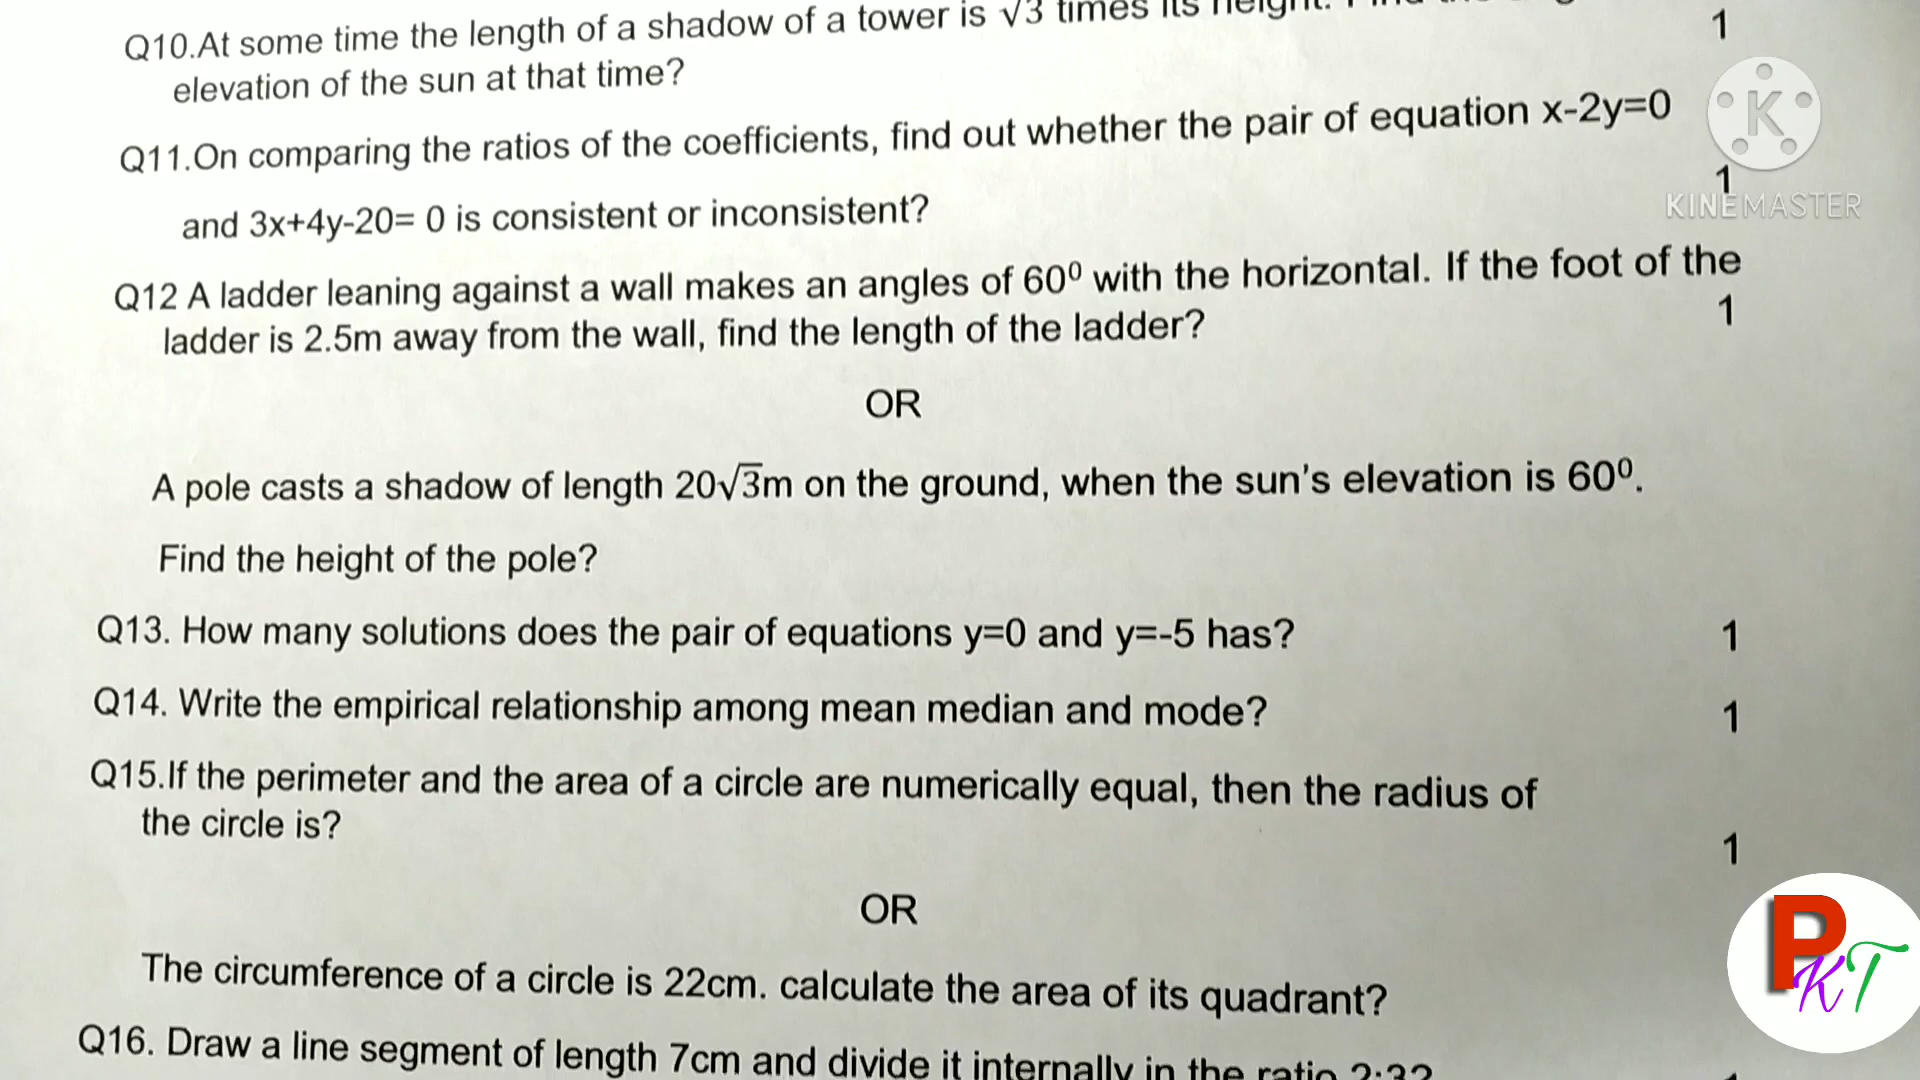 Q10.At some time the length of a shadow of a tower is √3 times its height.
1
elevation of the sun at that time?
Q11.On comparing the ratios of the coefficients, find out whether the pair of equation x-2y=0
1
and 3x+4y-20= 0 is consistent or inconsistent?
Q12 A ladder leaning against a wall makes an angles of 60⁰ with the horizontal. If the foot of the
ladder is 2.5m away from the wall, find the length of the ladder?
1
OR
A pole casts a shadow of length 20√3m on the ground, when the sun's elevation is 60⁰.
Find the height of the pole?
Q13. How many solutions does the pair of equations y=0 and y=-5 has?
1
Q14. Write the empirical relationship among mean median and mode?
1
Q15.If the perimeter and the area of a circle are numerically equal, then the radius of
the circle is?
1
OR
The circumference of a circle is 22cm. calculate the area of its quadrant?
Q16. Draw a line segment of length 7cm and divide it internally in the ratio 2:3?
K
KINEMASTER
PKT